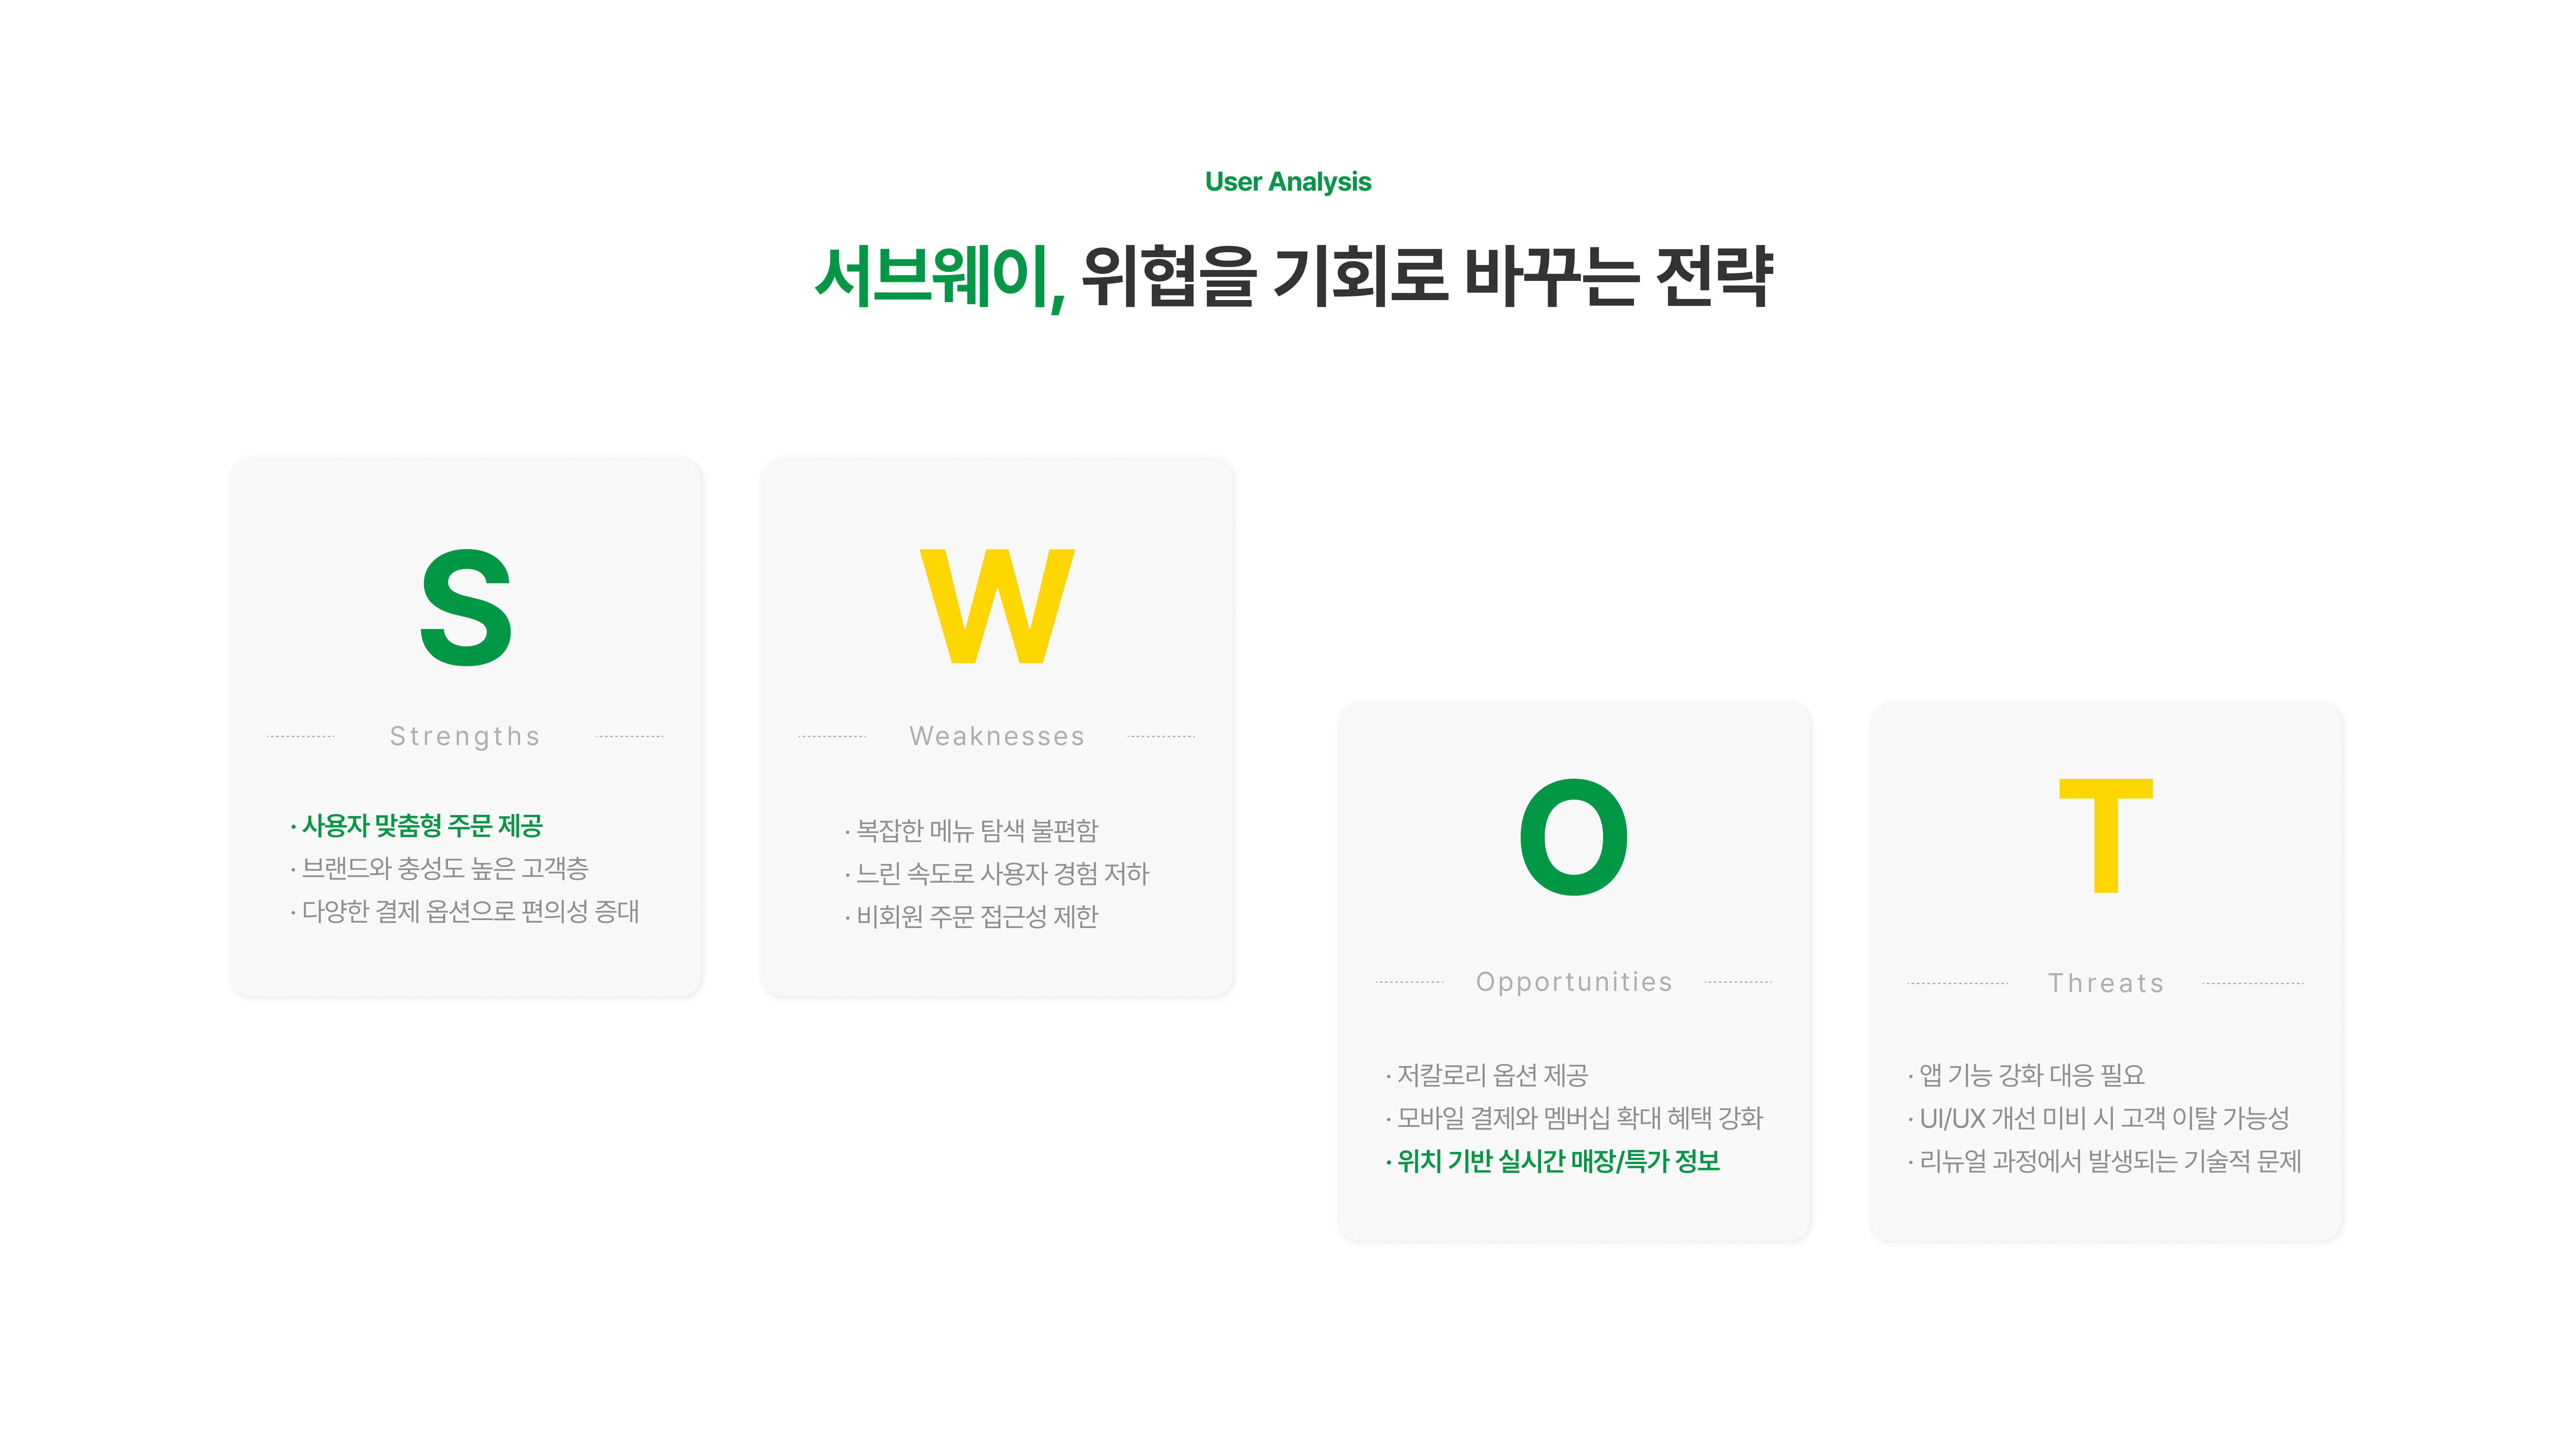 User Analysis
서브웨이, 위협을 기회로 바꾸는 전략
S
Strengths
· 사용자 맞춤형 주문 제공
· 브랜드와 충성도 높은 고객층
· 다양한 결제 옵션으로 편의성 증대
W
Weaknesses
· 복잡한 메뉴 탐색 불편함
· 느린 속도로 사용자 경험 저하
· 비회원 주문 접근성 제한
O
Opportunities
· 저칼로리 옵션 제공
· 모바일 결제와 멤버십 확대 혜택 강화
· 위치 기반 실시간 매장/특가 정보
T
Threats
· 앱 기능 강화 대응 필요
· UI/UX 개선 미비 시 고객 이탈 가능성
· 리뉴얼 과정에서 발생되는 기술적 문제